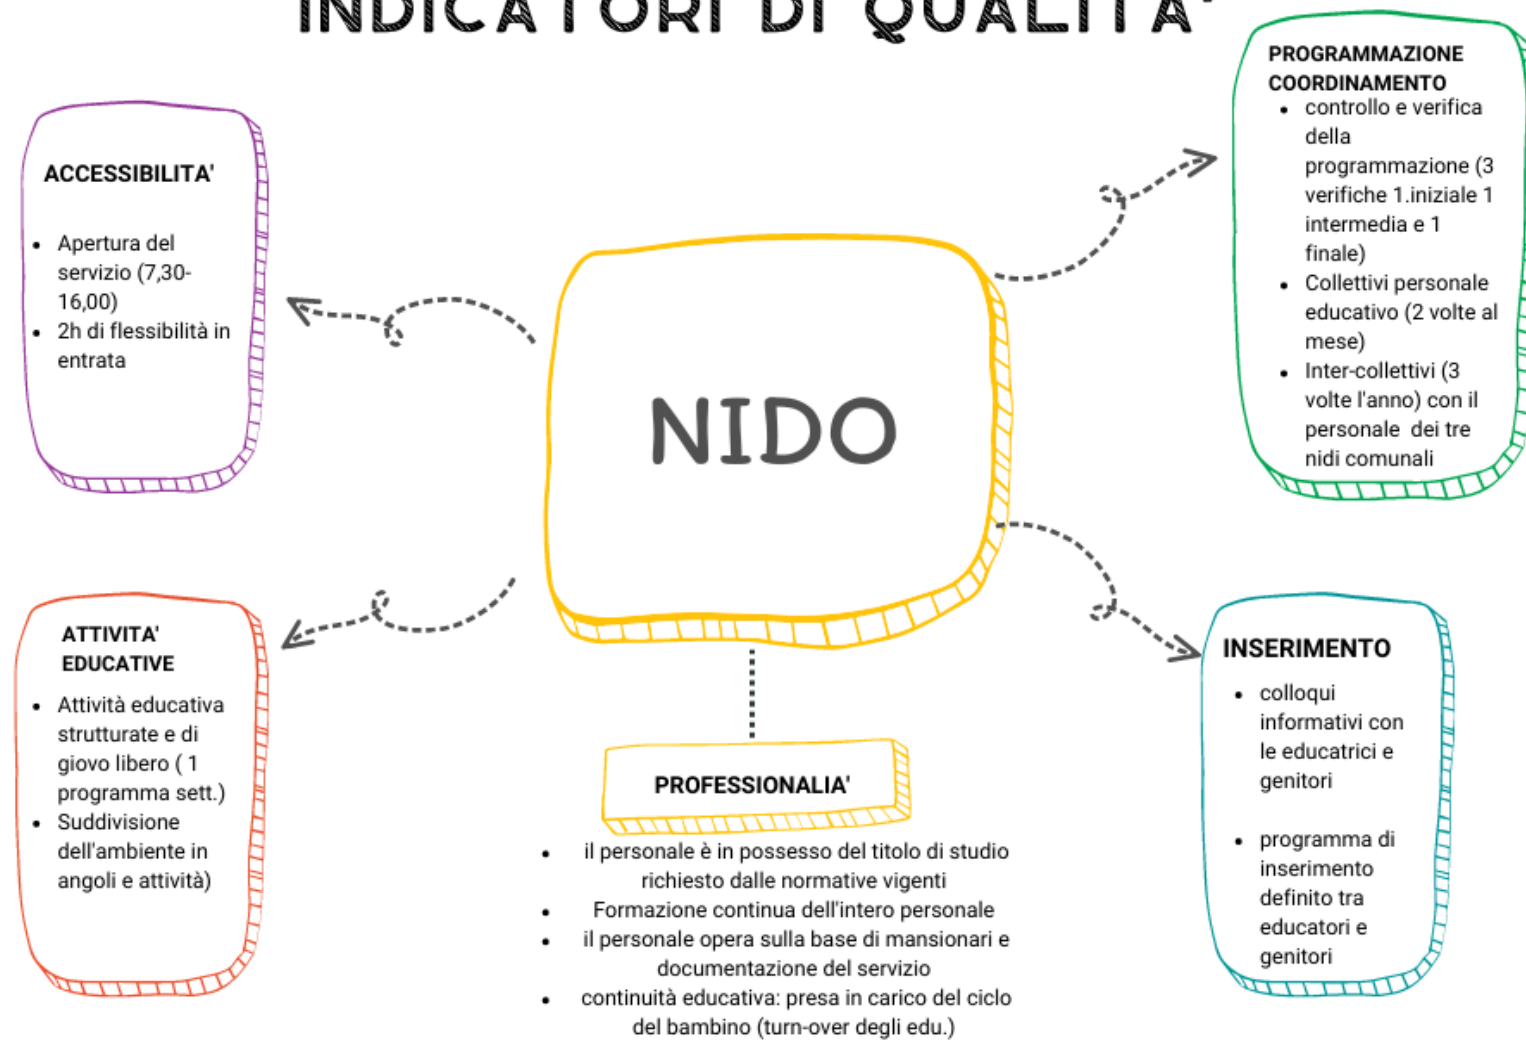 INDICATORI DI QUALITA'
ACCESSIBILITA'
• Apertura del
servizio (7,30-
16,00)
• 2h di flessibilità in
entrata
PROGRAMMAZIONE
COORDINAMENTO
• controllo e verifica
della
programmazione (3
verifiche 1.iniziale 1
intermedia e 1
finale)
• Collettivi personale
educativo (2 volte al
mese)
• Inter-collettivi (3
volte l'anno) con il
personale dei tre
nidi comunali
NIDO
ATTIVITA'
EDUCATIVE
• Attività educativa
strutturate e di
giovo libero ( 1
programma sett.)
• Suddivisione
dell'ambiente in
angoli e attività)
PROFESSIONALIA'
• il personale è in possesso del titolo di studio
richiesto dalle normative vigenti
• Formazione continua dell'intero personale
• il personale opera sulla base di mansionari e
documentazione del servizio
• continuità educativa: presa in carico del ciclo
del bambino (turn-over degli edu.)
INSERIMENTO
• colloqui
informativi con
le educatrici e
genitori
• programma di
inserimento
definito tra
educatori e
genitori